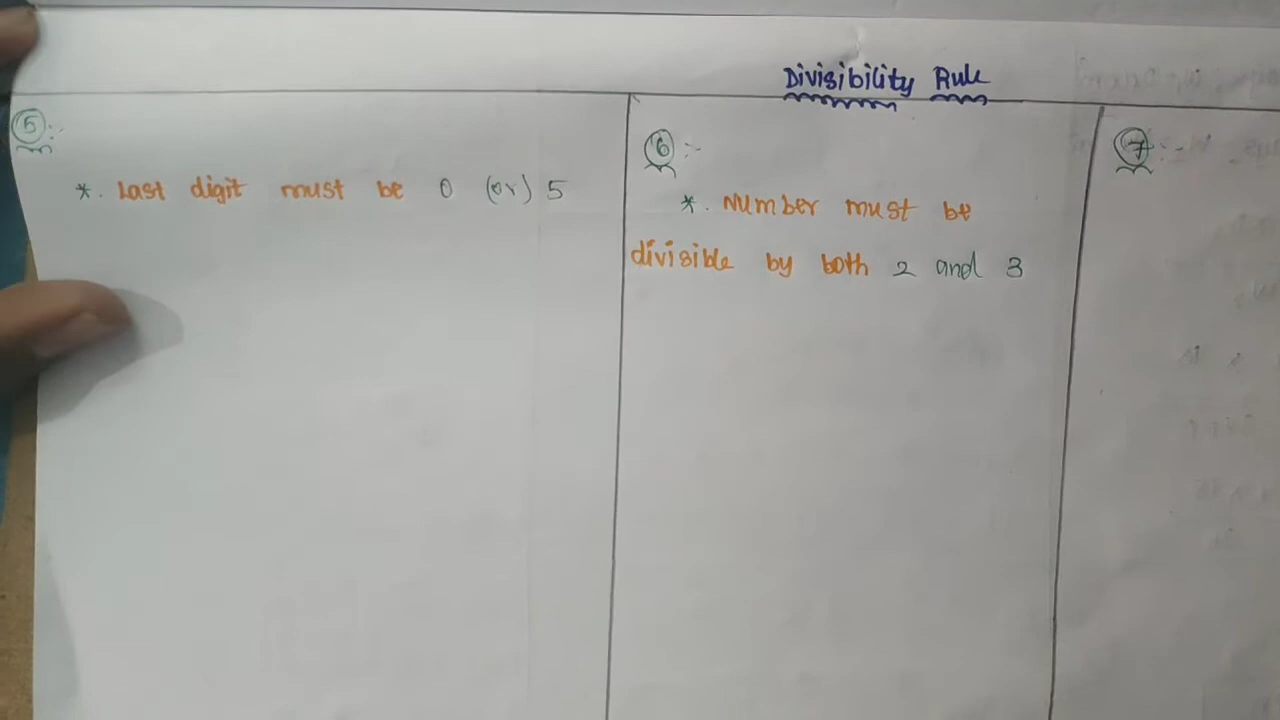 Divisibility Rule
5 :-
*. Last digit must be 0 (or) 5
6 :-
*. Number must be
divisible by both 2 and 3
7 :-